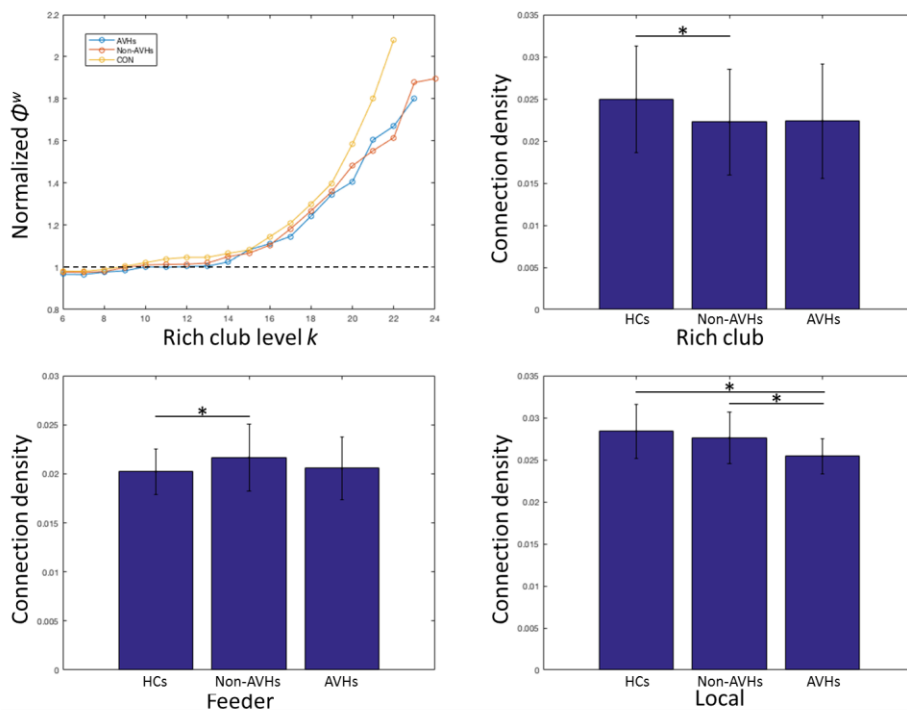 Normalized Φʷ
2.2
2
1.8
1.6
1.4
1.2
1
0.8
AVHs
Non-AVHs
CON
6 8 10 12 14 16 18 20 22 24
Rich club level k
Connection density
0.035
0.03
0.025
0.02
0.015
0.01
0.005
0
*
HCs Non-AVHs AVHs
Rich club
Connection density
0.03
0.025
0.02
0.015
0.01
0.005
0
*
HCs Non-AVHs AVHs
Feeder
Connection density
0.035
0.03
0.025
0.02
0.015
0.01
0.005
0
*
*
HCs Non-AVHs AVHs
Local